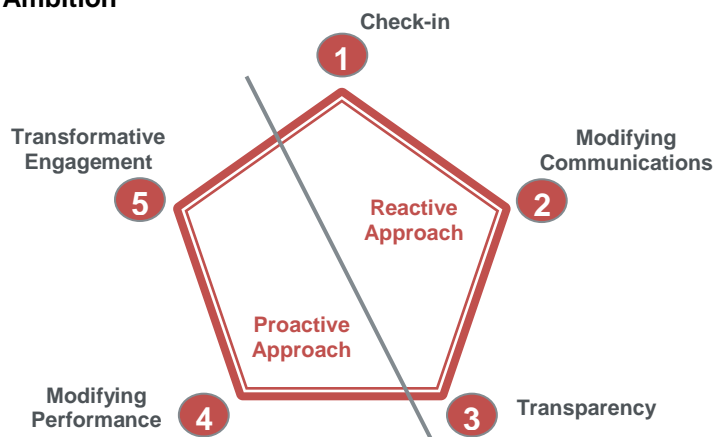 Ambition
Check-in
1
Transformative
Engagement
Modifying
Communications
5
2
Reactive
Approach
Proactive
Approach
Modifying
Performance
4
3
Transparency